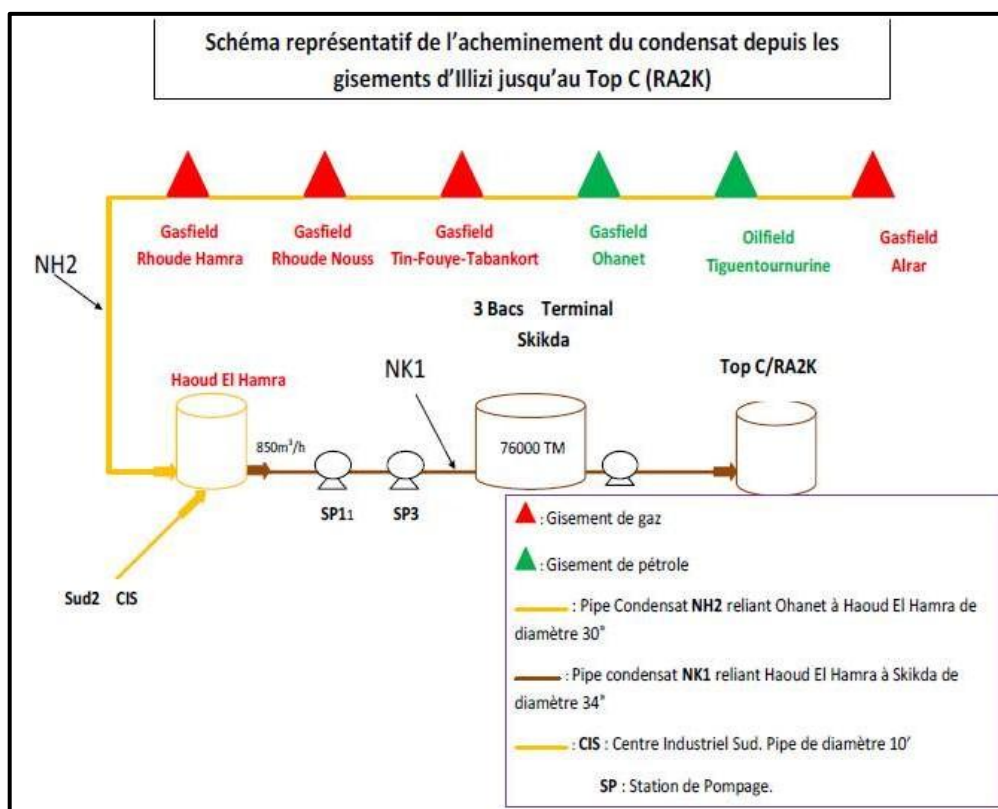 Schéma représentatif de l'acheminement du condensat depuis les
gisements d'Illizi jusqu'au Top C (RA2K)
NH2
Gasfield
Rhoude Hamra
Gasfield
Rhoude Nouss
Gasfield
Tin-Fouye-Tabankort
Gasfield
Ohanet
Oilfield
Tiguentournurine
Gasfield
Alrar
3 Bacs Terminal
Skikda
Haoud El Hamra
NK1
Top C/RA2K
850m³/h
76000 TM
SP11
SP3
Sud2 CIS
: Gisement de gaz
: Gisement de pétrole
: Pipe Condensat NH2 reliant Ohanet à Haoud El Hamra de
diamètre 30"
: Pipe condensat NK1 reliant Haoud El Hamra à Skikda de
diamètre 34"
: CIS : Centre Industriel Sud. Pipe de diamètre 10'
SP : Station de Pompage.